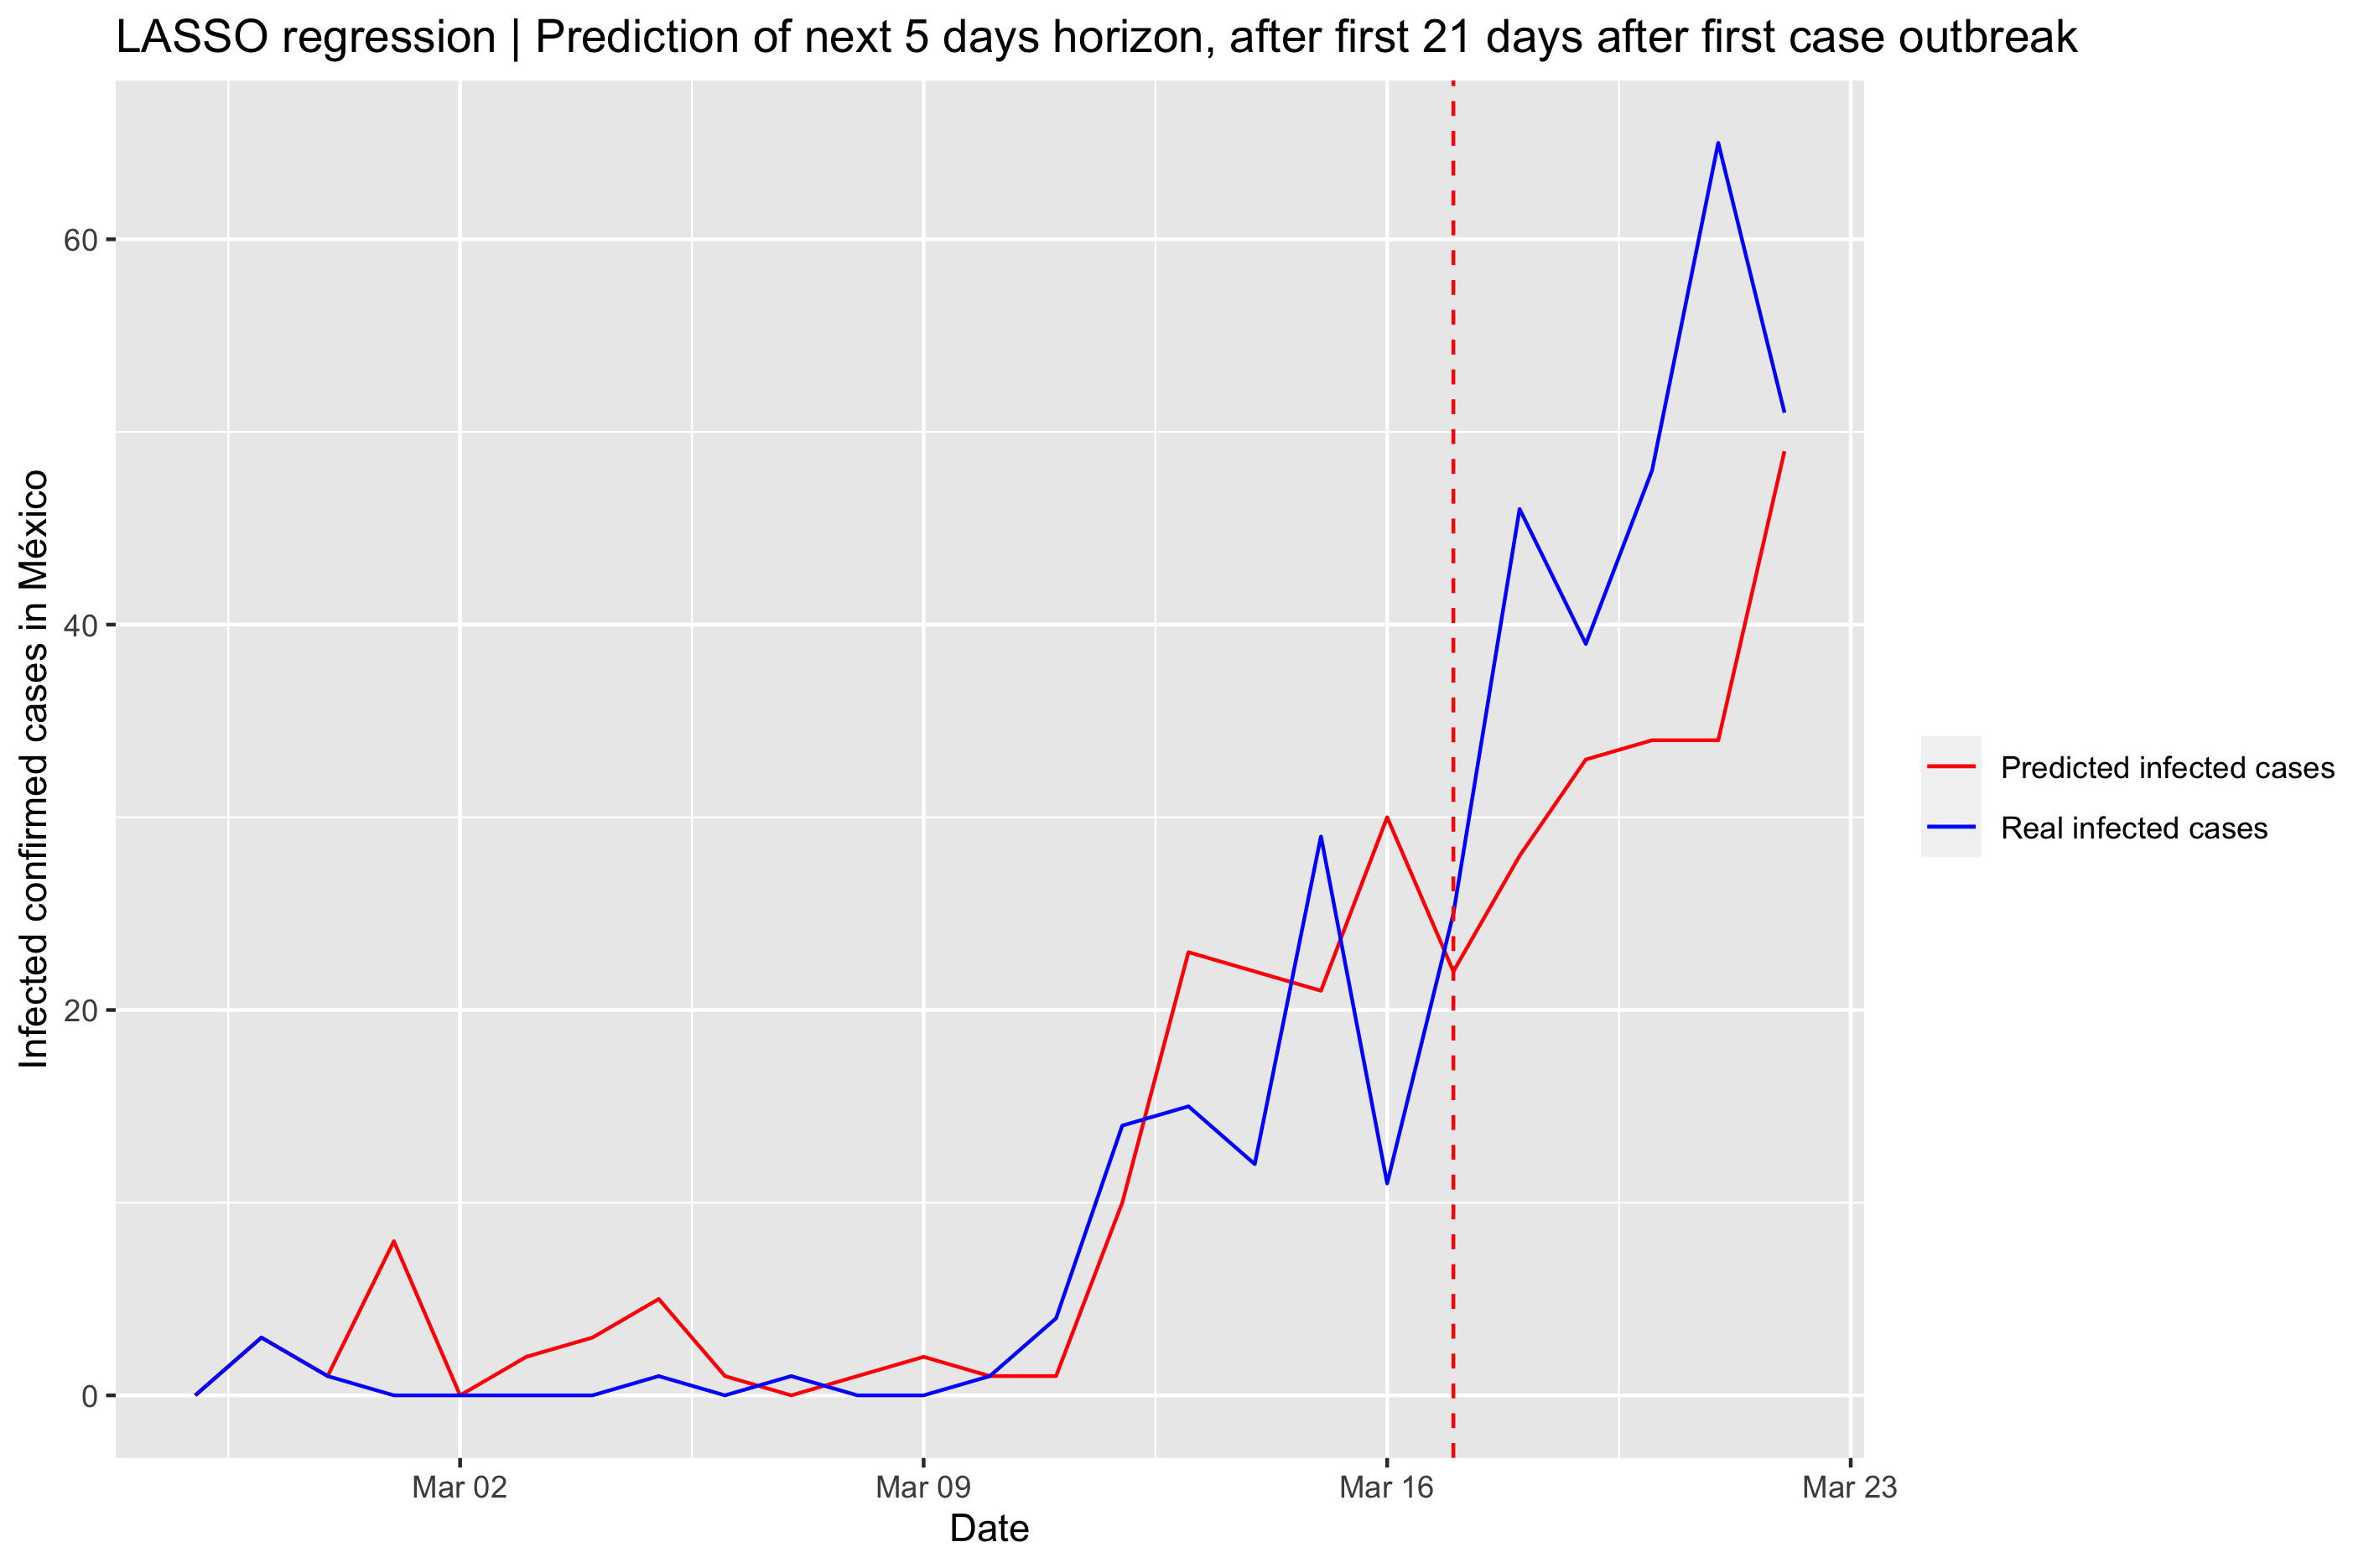 LASSO regression | Prediction of next 5 days horizon, after first 21 days after first case outbreak
Infected confirmed cases in México
60
40
20
0
Mar 02
Mar 09
Mar 16
Mar 23
Date
Predicted infected cases
Real infected cases